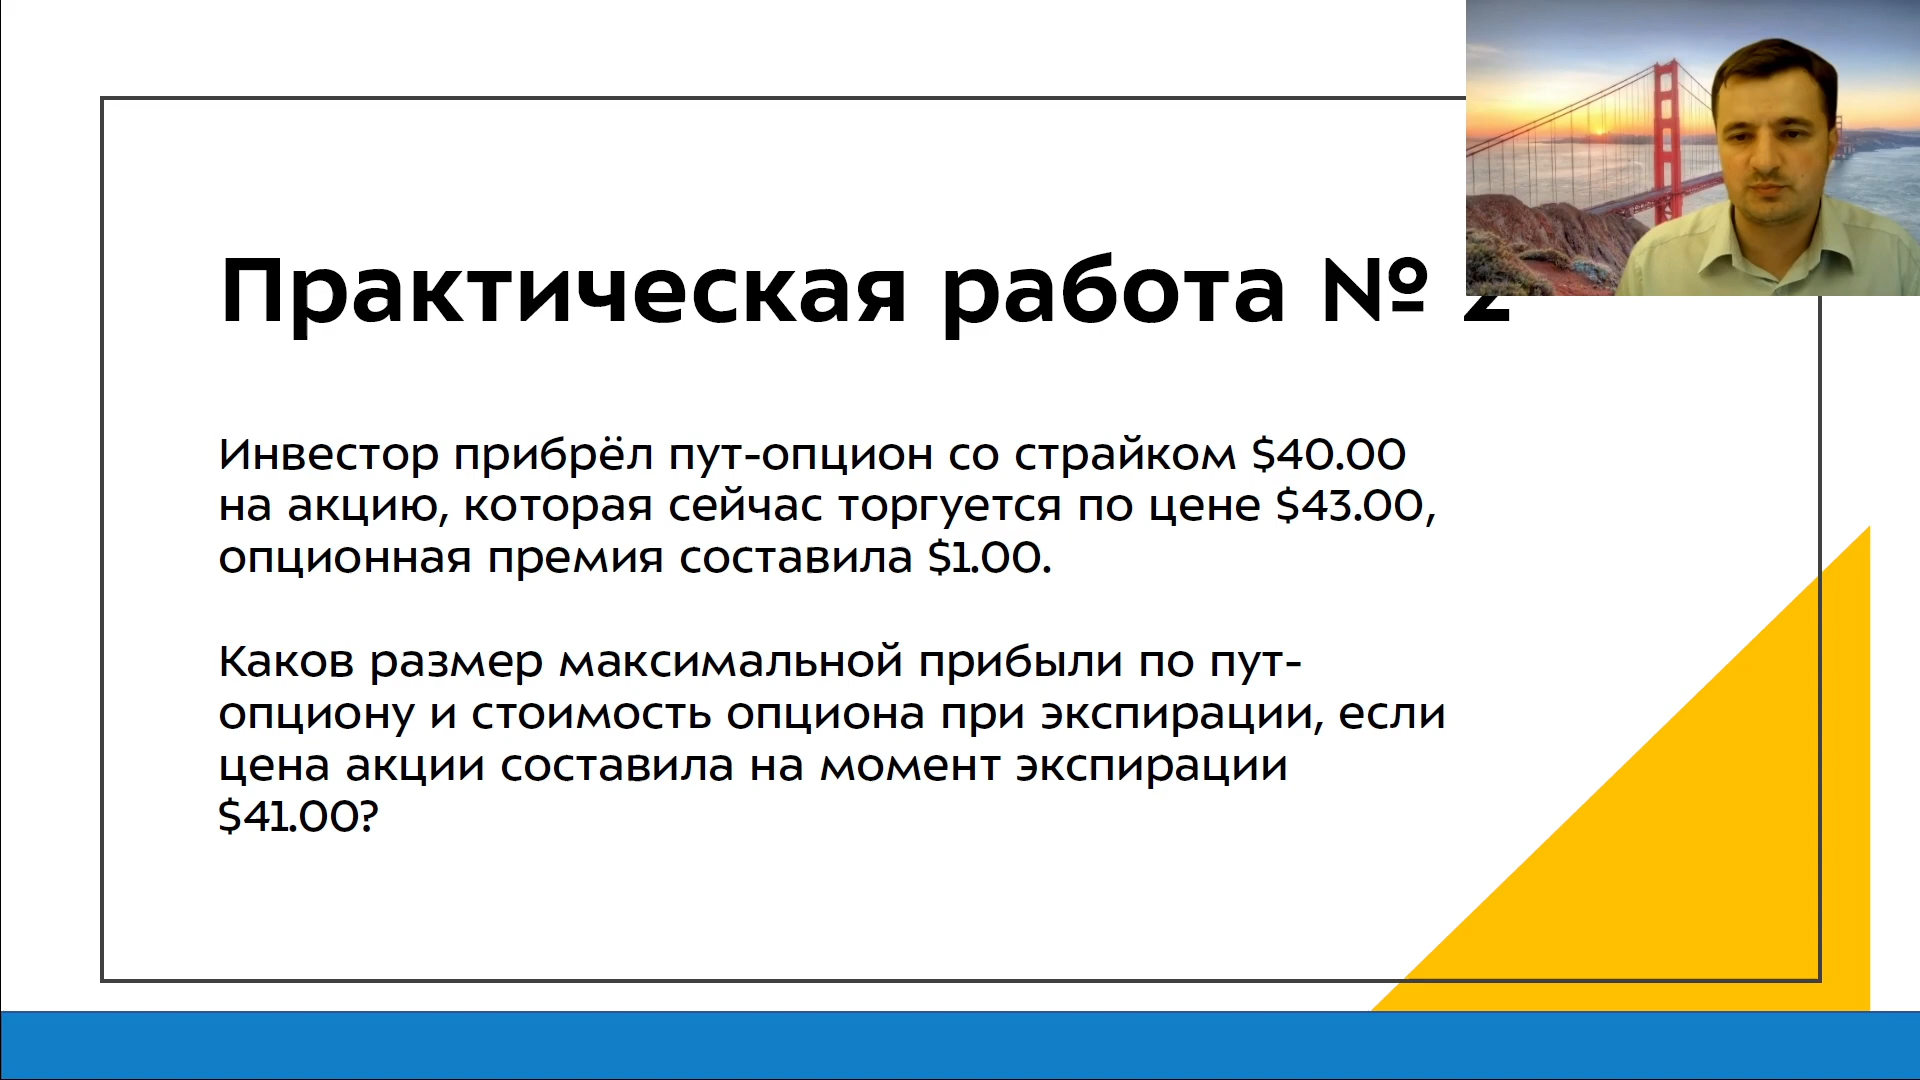 Практическая работа № 2
Инвестор прибрёл пут-опцион со страйком $40.00
на акцию, которая сейчас торгуется по цене $43.00,
опционная премия составила $1.00.
Каков размер максимальной прибыли по пут-
опциону и стоимость опциона при экспирации, если
цена акции составила на момент экспирации
$41.00?